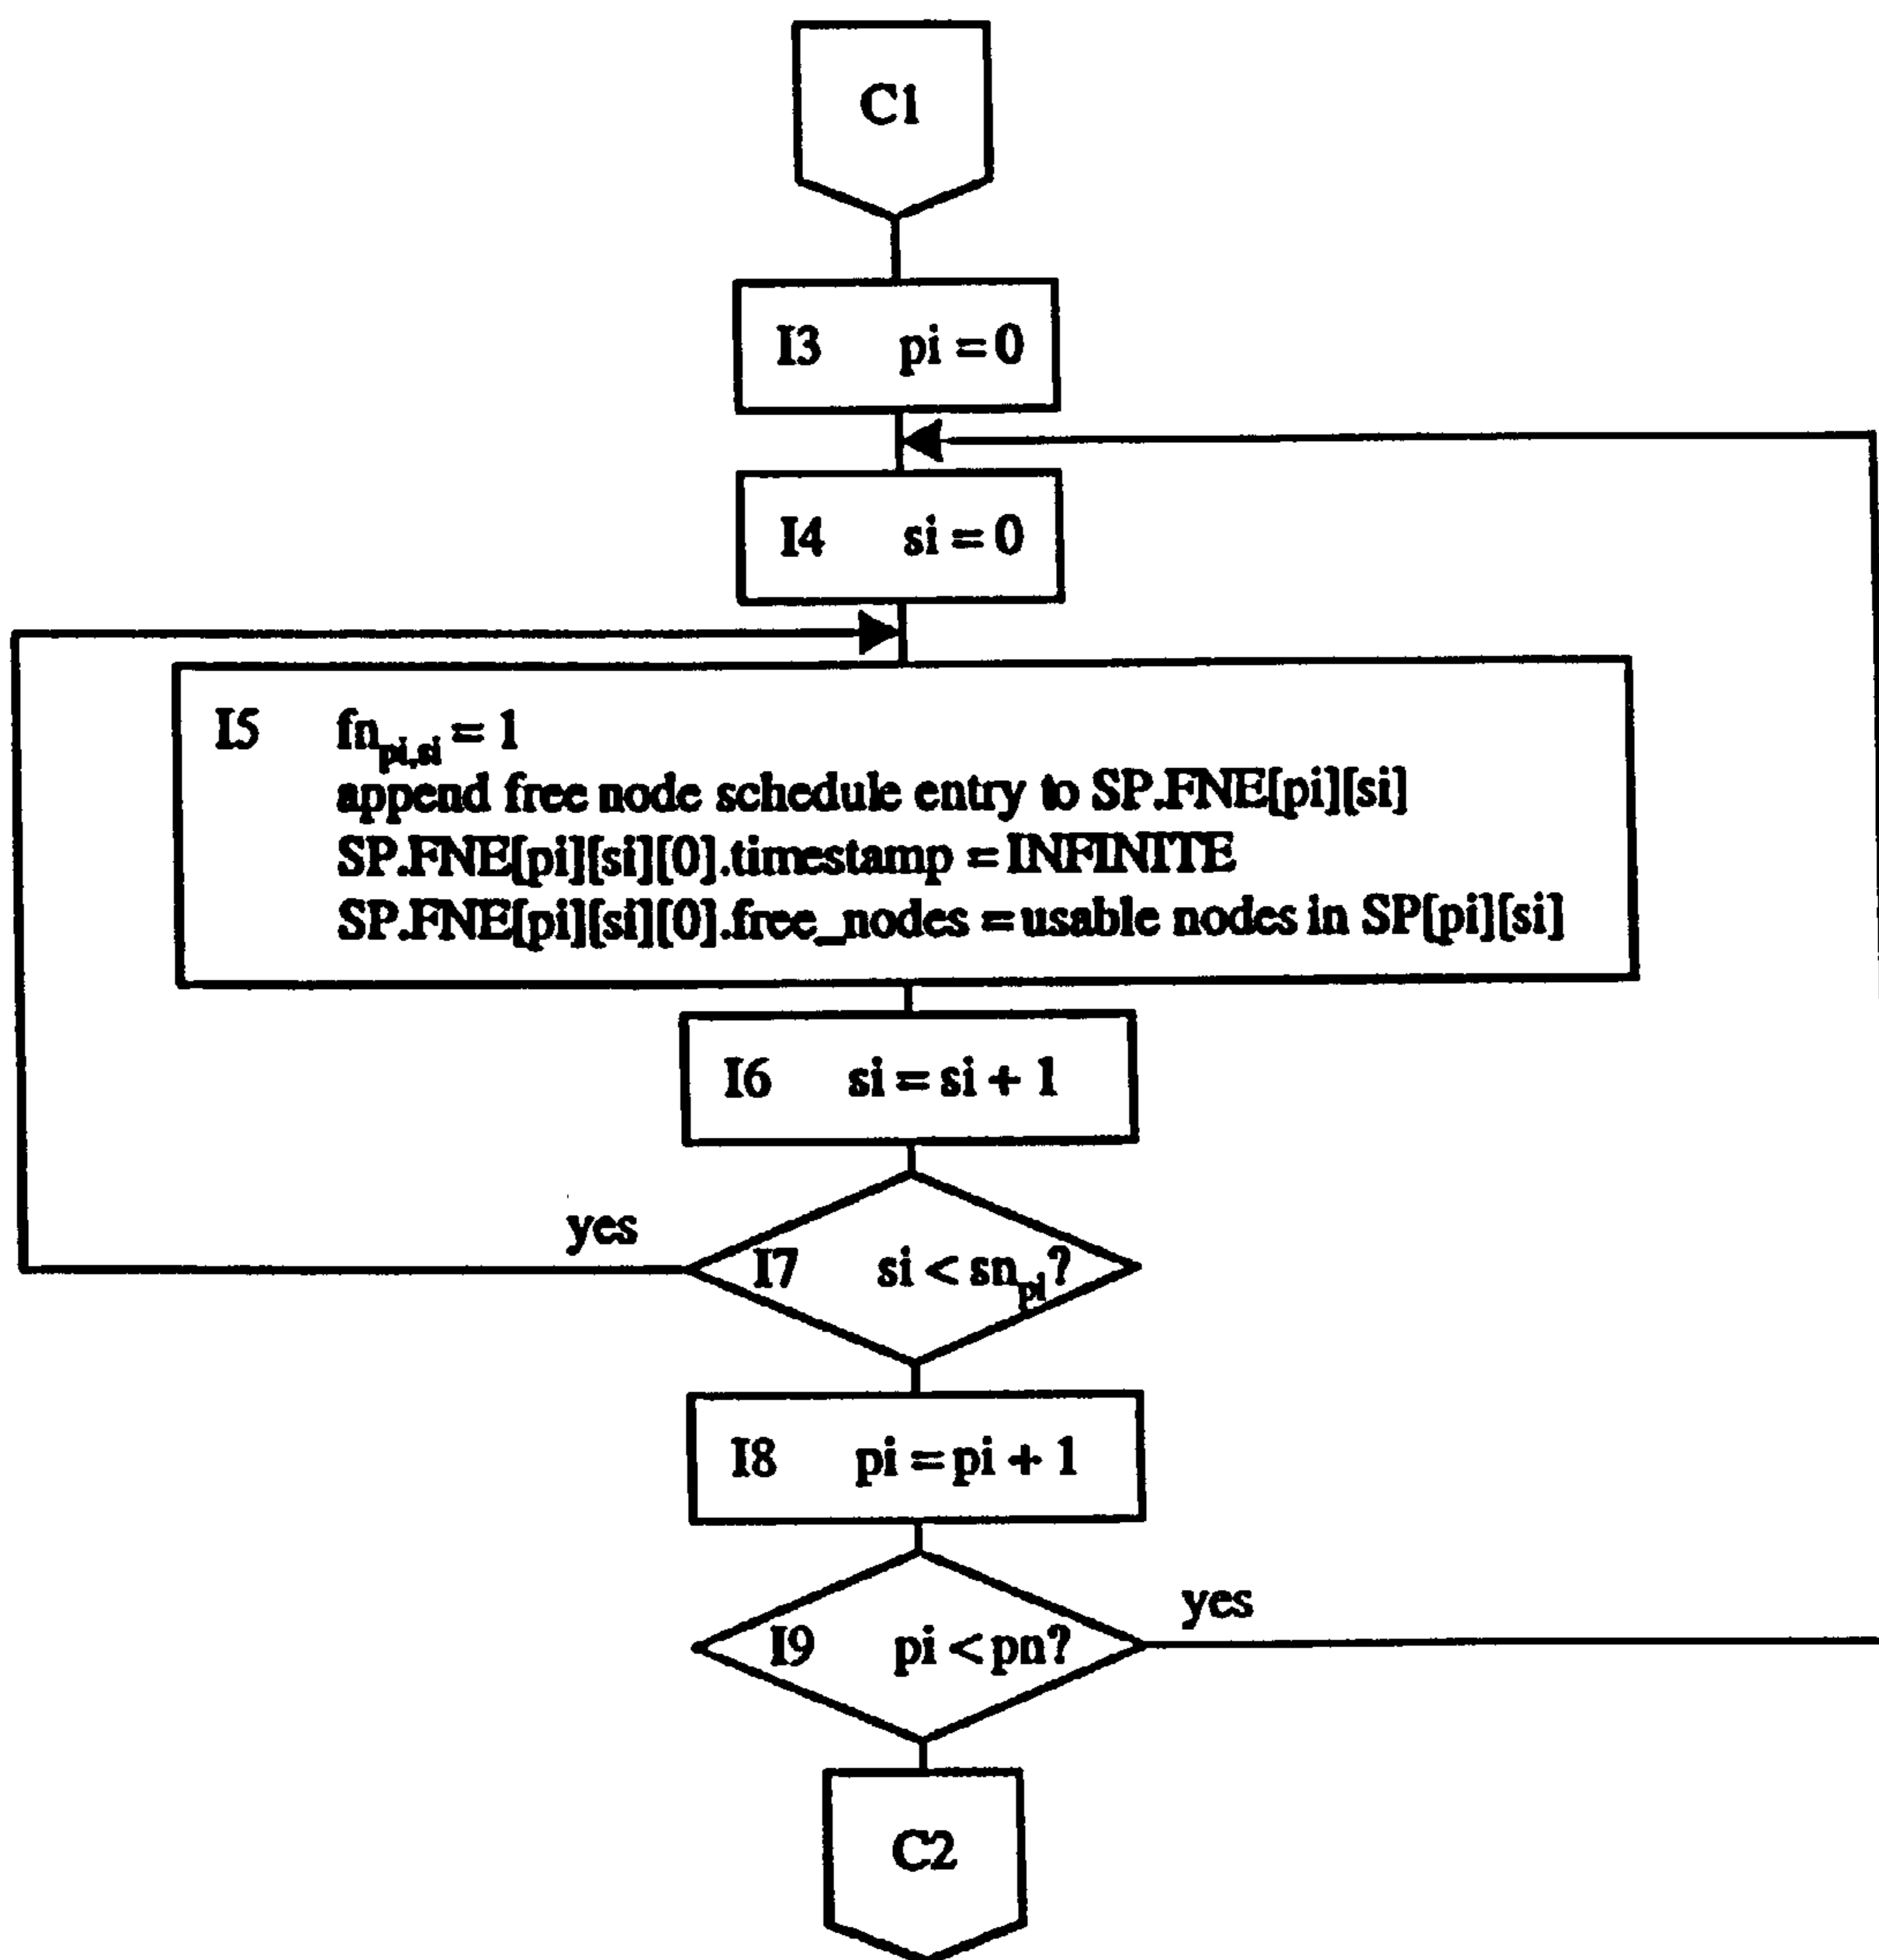 C1
I3 pi = 0
I4 si = 0
I5 fn_pi,si = 1
append free node schedule entry to SP.FNE[pi][si]
SP.FNE[pi][si][0].timestamp = INFINITE
SP.FNE[pi][si][0].free_nodes = usable nodes in SP[pi][si]
I6 si = si + 1
yes
I7 si < sn_pi?
I8 pi = pi + 1
yes
I9 pi < pn?
C2